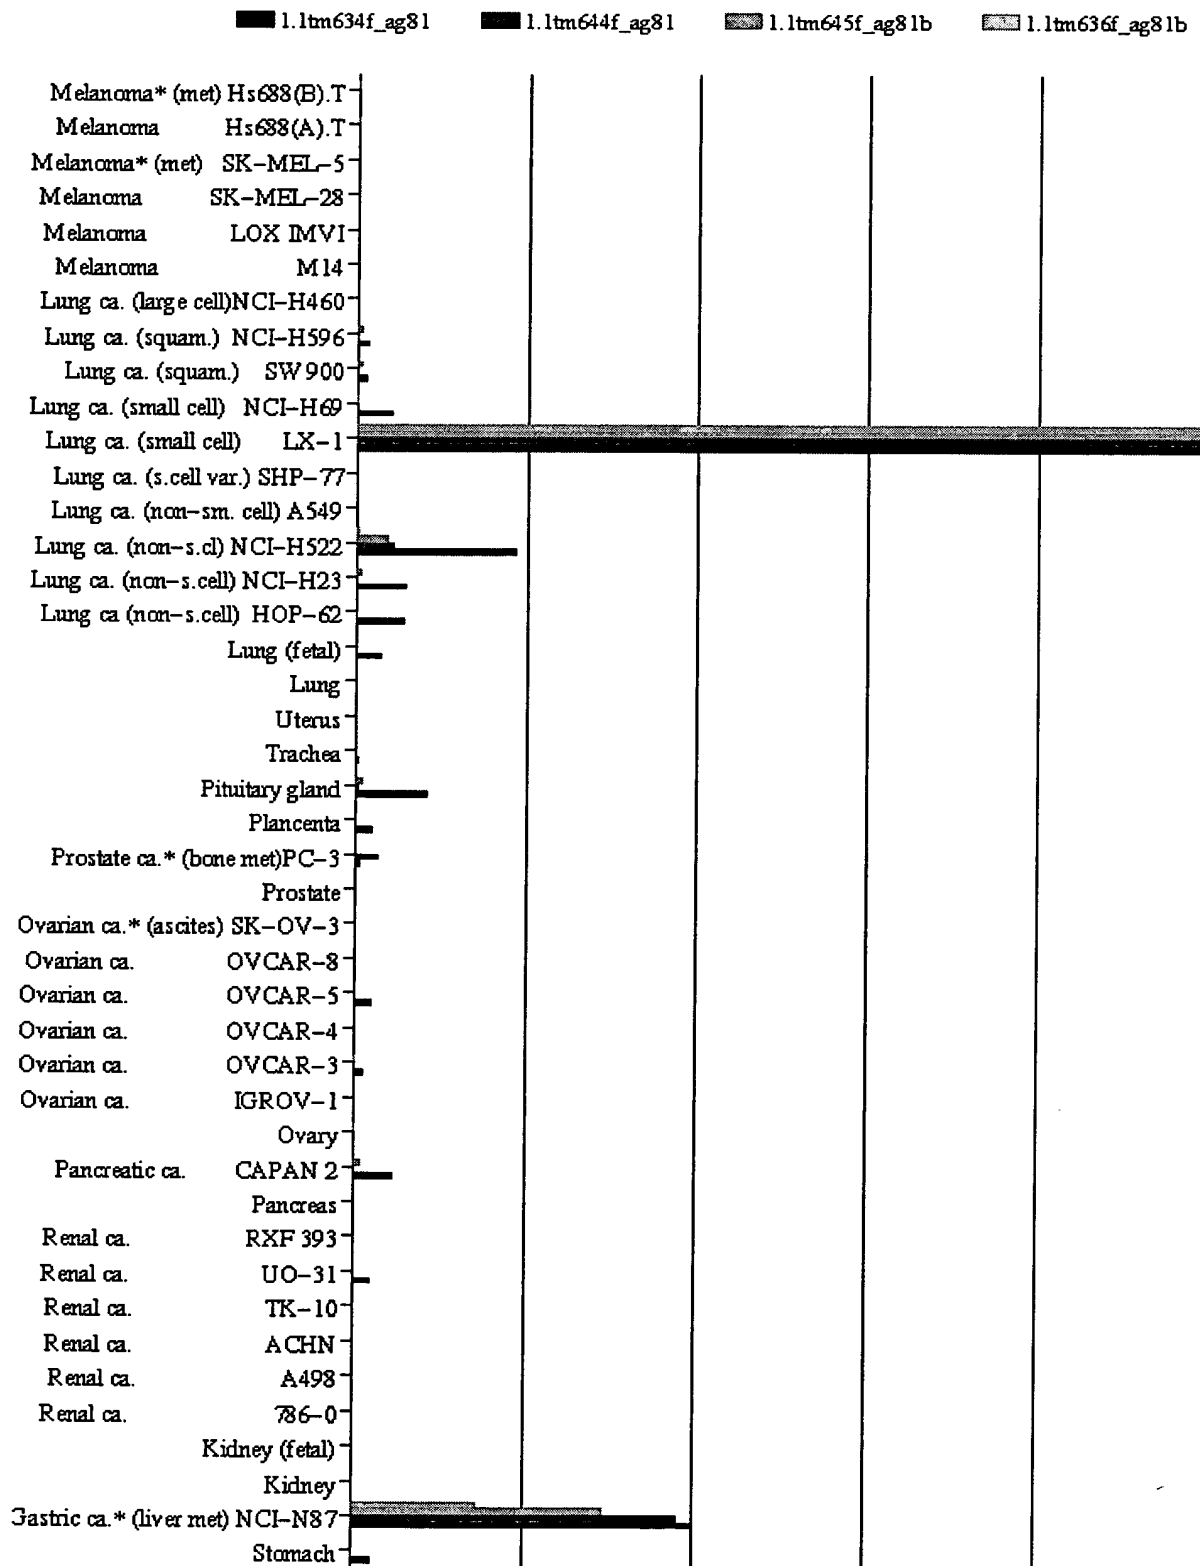 1.1tm634f_ag81 1.1tm644f_ag81 1.1tm645f_ag81b 1.1tm636f_ag81b
Melanoma* (met) Hs688(B).T
Melanoma Hs688(A).T
Melanoma* (met) SK-MEL-5
Melanoma SK-MEL-28
Melanoma LOX IMVI
Melanoma M14
Lung ca. (large cell)NCI-H460
Lung ca. (squam.) NCI-H596
Lung ca. (squam.) SW 900
Lung ca. (small cell) NCI-H69
Lung ca. (small cell) LX-1
Lung ca. (s.cell var.) SHP-77
Lung ca. (non-sm. cell) A549
Lung ca. (non-s.cl) NCI-H522
Lung ca. (non-s.cell) NCI-H23
Lung ca (non-s.cell) HOP-62
Lung (fetal)
Lung
Uterus
Trachea
Pituitary gland
Plancenta
Prostate ca.* (bone met)PC-3
Prostate
Ovarian ca.* (ascites) SK-OV-3
Ovarian ca. OVCAR-8
Ovarian ca. OVCAR-5
Ovarian ca. OVCAR-4
Ovarian ca. OVCAR-3
Ovarian ca. IGROV-1
Ovary
Pancreatic ca. CAPAN 2
Pancreas
Renal ca. RXF 393
Renal ca. UO-31
Renal ca. TK-10
Renal ca. ACHN
Renal ca. A498
Renal ca. 786-0
Kidney (fetal)
Kidney
Gastric ca.* (liver met) NCI-N87
Stomach